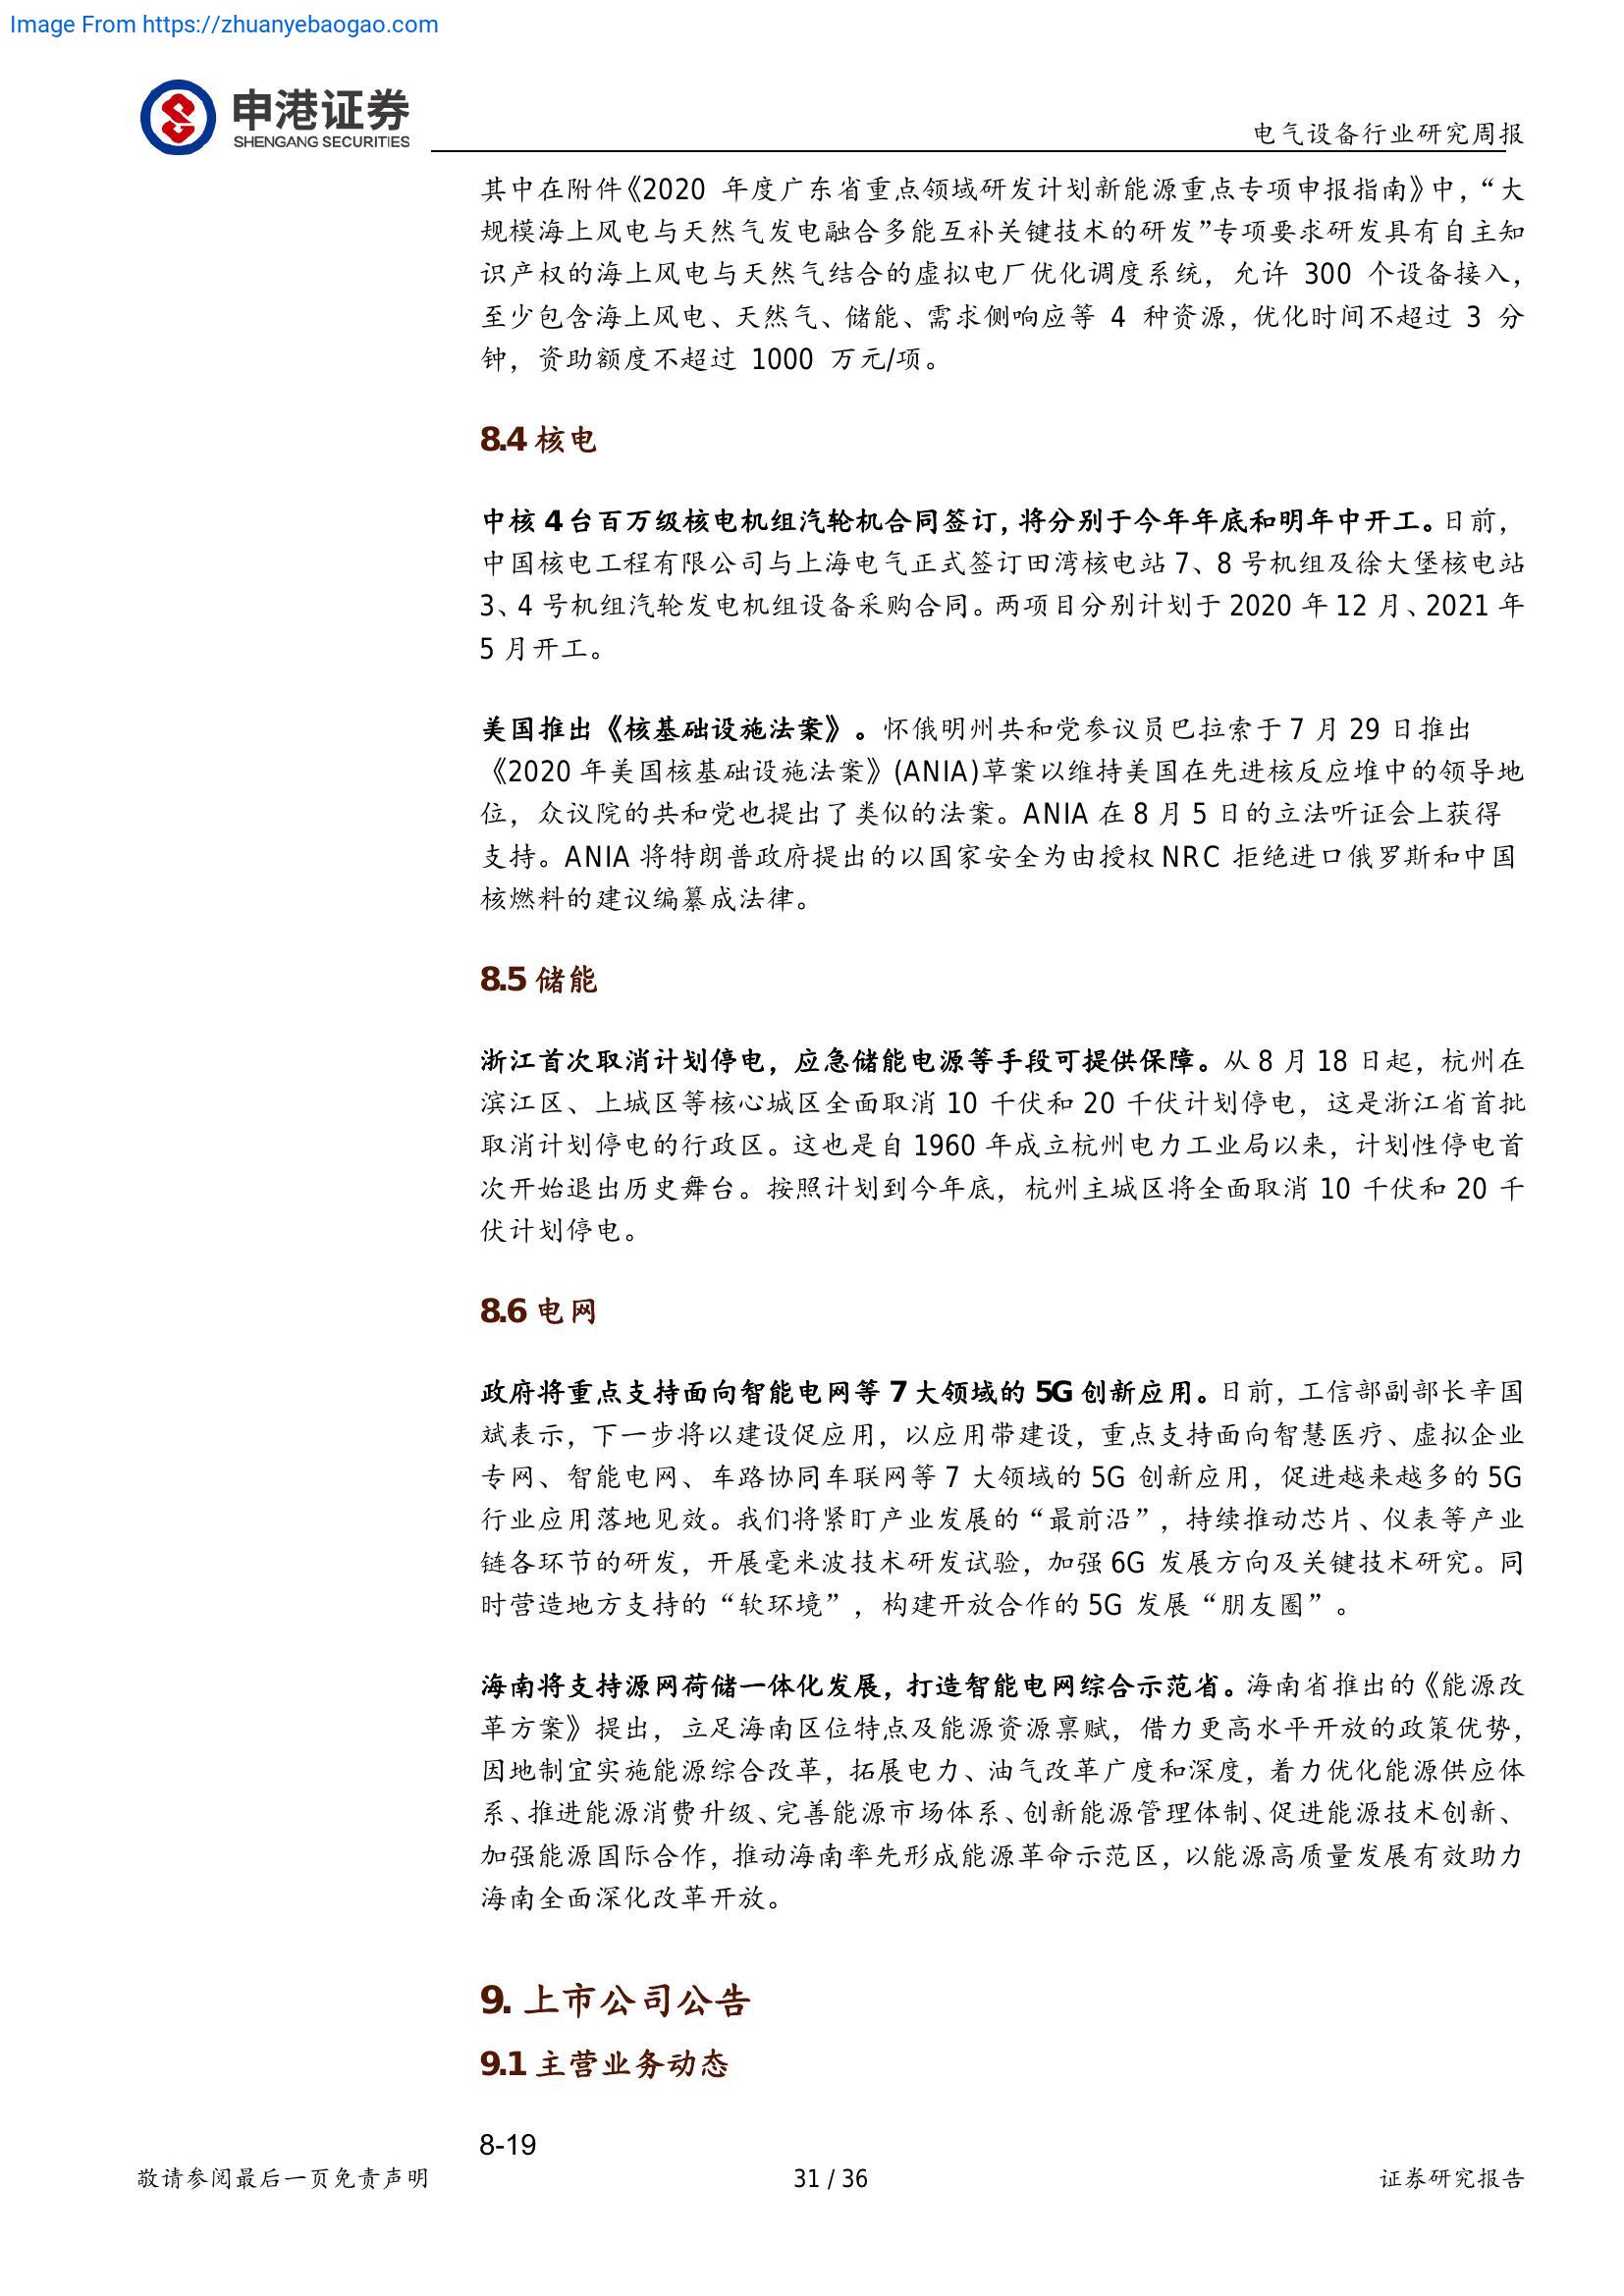 Image From https://zhuanyebaogao.com
申港证券
SHENGANG SECURITIES
电气设备行业研究周报
其中在附件《2020 年度广东省重点领域研发计划新能源重点专项申报指南》中，“大
规模海上风电与天然气发电融合多能互补关键技术的研发”专项要求研发具有自主知
识产权的海上风电与天然气结合的虚拟电厂优化调度系统，允许 300 个设备接入，
至少包含海上风电、天然气、储能、需求侧响应等 4 种资源，优化时间不超过 3 分
钟，资助额度不超过 1000 万元/项。
8.4 核电
中核 4 台百万级核电机组汽轮机合同签订，将分别于今年年底和明年中开工。日前，
中国核电工程有限公司与上海电气正式签订田湾核电站 7、8 号机组及徐大堡核电站
3、4 号机组汽轮发电机组设备采购合同。两项目分别计划于 2020 年 12 月、2021 年
5 月开工。
美国推出《核基础设施法案》。怀俄明州共和党参议员巴拉索于 7 月 29 日推出
《2020 年美国核基础设施法案》(ANIA)草案以维持美国在先进核反应堆中的领导地
位，众议院的共和党也提出了类似的法案。ANIA 在 8 月 5 日的立法听证会上获得
支持。ANIA 将特朗普政府提出的以国家安全为由授权 NRC 拒绝进口俄罗斯和中国
核燃料的建议编纂成法律。
8.5 储能
浙江首次取消计划停电，应急储能电源等手段可提供保障。从 8 月 18 日起，杭州在
滨江区、上城区等核心城区全面取消 10 千伏和 20 千伏计划停电，这是浙江省首批
取消计划停电的行政区。这也是自 1960 年成立杭州电力工业局以来，计划性停电首
次开始退出历史舞台。按照计划到今年底，杭州主城区将全面取消 10 千伏和 20 千
伏计划停电。
8.6 电网
政府将重点支持面向智能电网等 7 大领域的 5G 创新应用。日前，工信部副部长辛国
斌表示，下一步将以建设促应用，以应用带建设，重点支持面向智慧医疗、虚拟企业
专网、智能电网、车路协同车联网等 7 大领域的 5G 创新应用，促进越来越多的 5G
行业应用落地见效。我们将紧盯产业发展的“最前沿”，持续推动芯片、仪表等产业
链各环节的研发，开展毫米波技术研发试验，加强 6G 发展方向及关键技术研究。同
时营造地方支持的“软环境”，构建开放合作的 5G 发展“朋友圈”。
海南将支持源网荷储一体化发展，打造智能电网综合示范省。海南省推出的《能源改
革方案》提出，立足海南区位特点及能源资源禀赋，借力更高水平开放的政策优势，
因地制宜实施能源综合改革，拓展电力、油气改革广度和深度，着力优化能源供应体
系、推进能源消费升级、完善能源市场体系、创新能源管理体制、促进能源技术创新、
加强能源国际合作，推动海南率先形成能源革命示范区，以能源高质量发展有效助力
海南全面深化改革开放。
9. 上市公司公告
9.1 主营业务动态
8-19
敬请参阅最后一页免责声明
31 / 36
证券研究报告